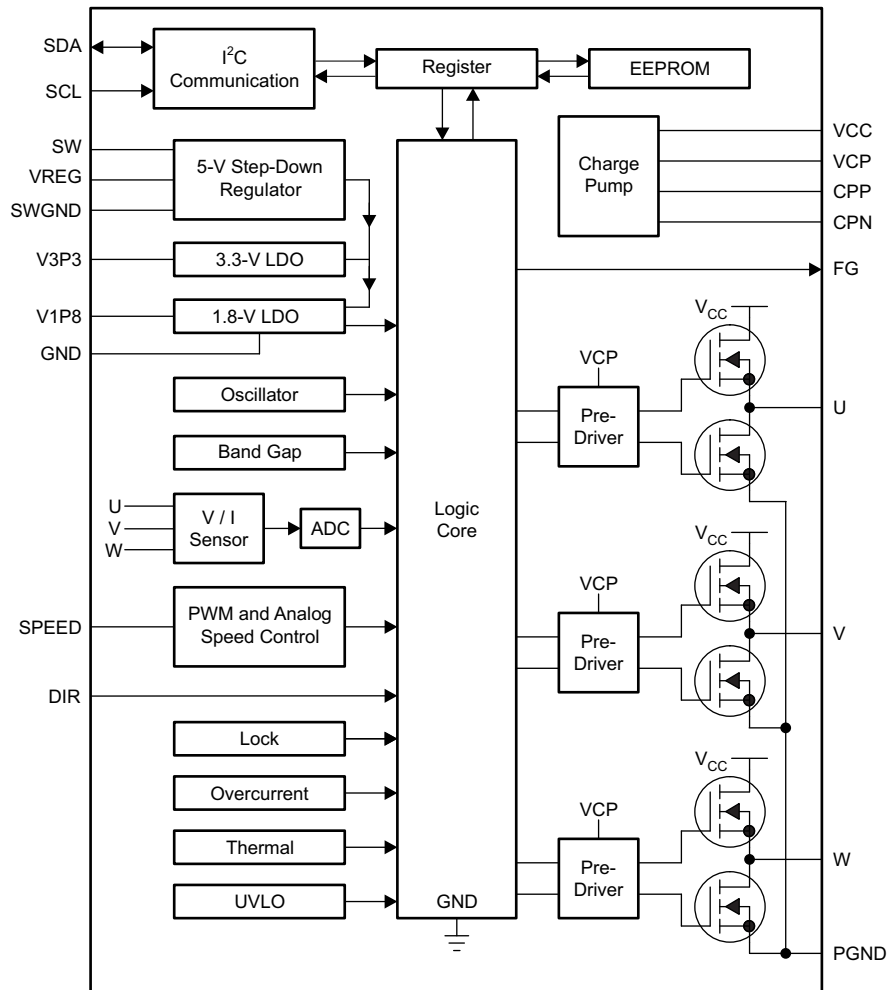 SDA
SCL
I²C
Communication
Register
EEPROM
SW
VREG
SWGND
5-V Step-Down
Regulator
V3P3
3.3-V LDO
V1P8
1.8-V LDO
GND
Charge
Pump
VCC
VCP
CPP
CPN
FG
Oscillator
Band Gap
U
V
W
V / I
Sensor
ADC
SPEED
PWM and Analog
Speed Control
DIR
Lock
Overcurrent
Thermal
UVLO
Logic
Core
GND
VCP
Pre-
Driver
VCC
U
VCP
Pre-
Driver
VCC
V
VCP
Pre-
Driver
VCC
W
PGND